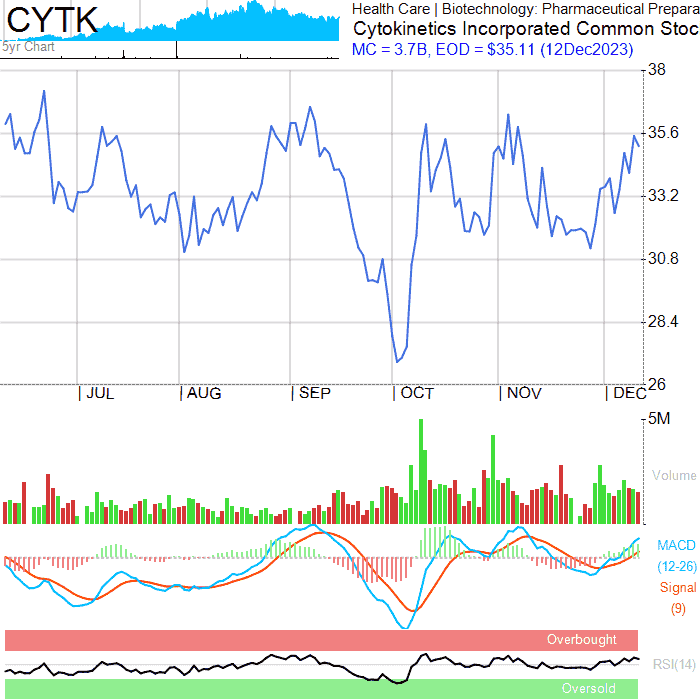 CYTK
5yr Chart
Health Care | Biotechnology: Pharmaceutical Prepara
Cytokinetics Incorporated Common Stoc
MC = 3.7B, EOD = $35.11 (12Dec2023)
38
35.6
33.2
30.8
28.4
26
JUL
AUG
SEP
OCT
NOV
DEC
5M
Volume
MACD
(12-26)
Signal
(9)
Overbought
RSI(14)
Oversold